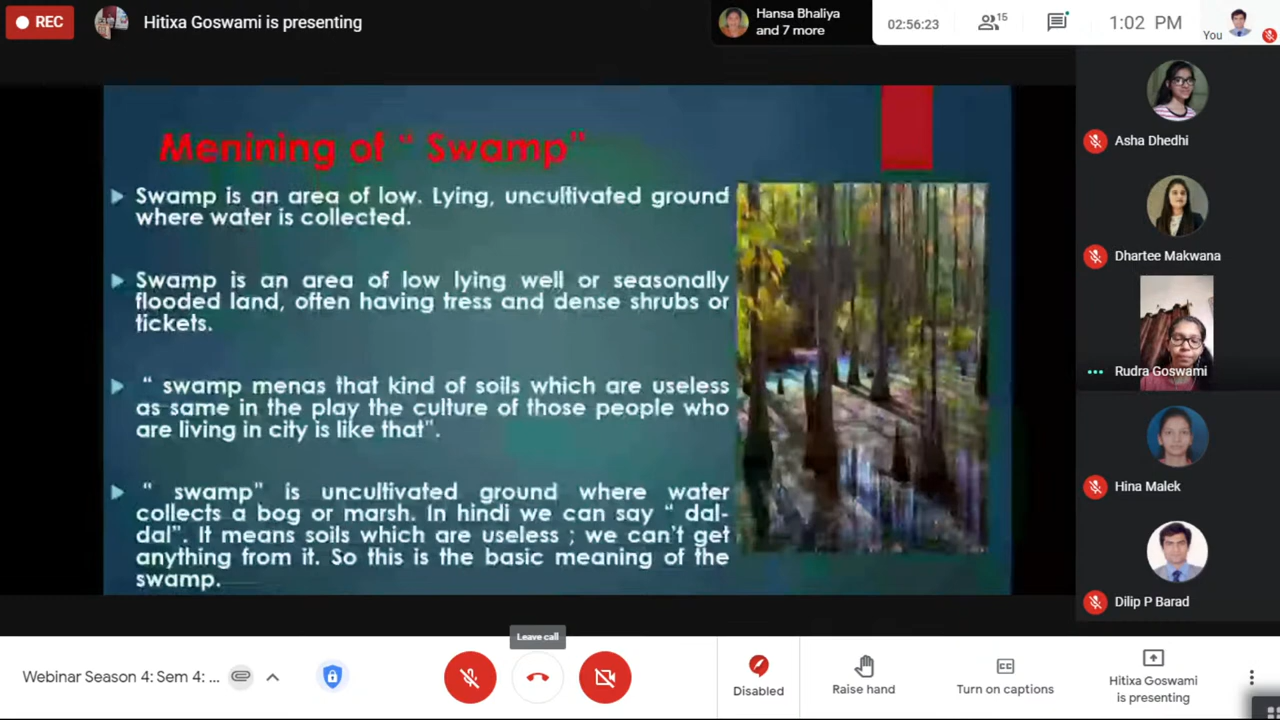 REC
Hitixa Goswami is presenting
Hansa Bhaliya
and 7 more
02:56:23
15
1:02 PM
You
Menining of “ Swamp”
Swamp is an area of low. Lying, uncultivated ground
where water is collected.
Swamp is an area of low lying well or seasonally
flooded land, often having tress and dense shrubs or
tickets.
“ swamp menas that kind of soils which are useless
as same in the play the culture of those people who
are living in city is like that”.
“ swamp” is uncultivated ground where water
collects a bog or marsh. In hindi we can say “ dal-
dal”. It means soils which are useless ; we can’t get
anything from it. So this is the basic meaning of the
swamp.
Asha Dhedhi
Dhartee Makwana
Rudra Goswami
Hina Malek
Dilip P Barad
Leave call
Webinar Season 4: Sem 4: ...
Disabled
Raise hand
CC
Turn on captions
Hitixa Goswami
is presenting